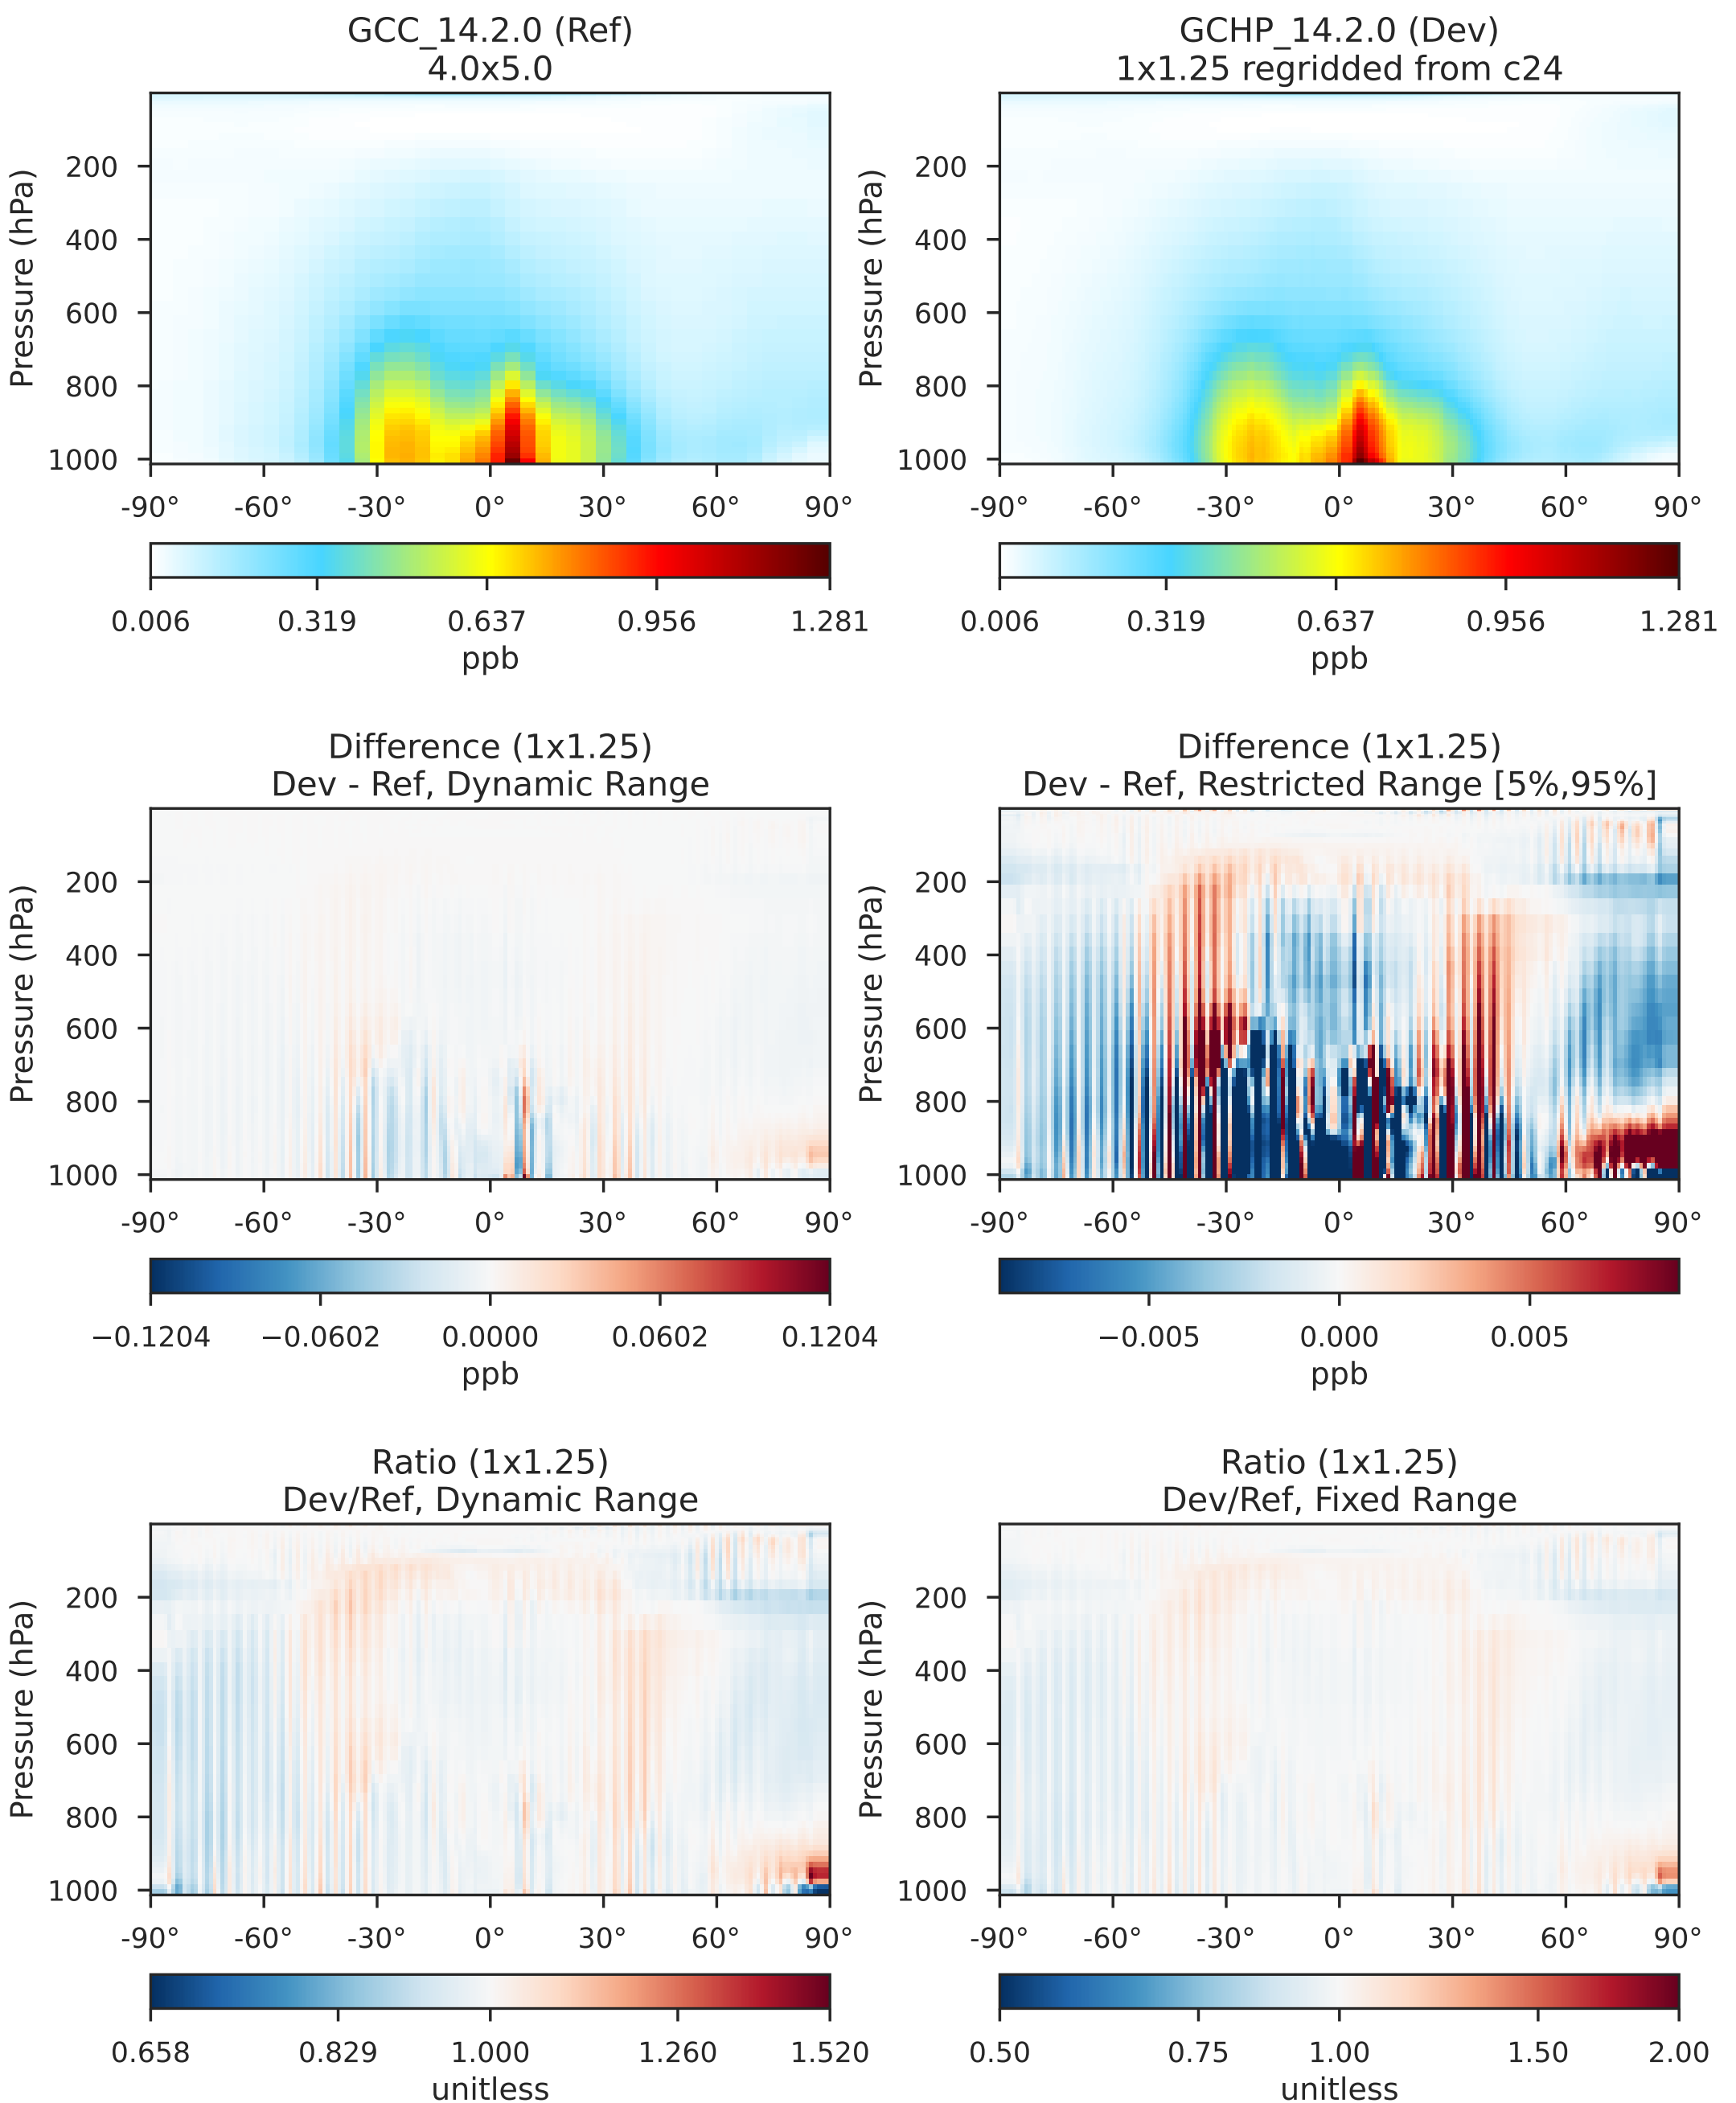 GCC_14.2.0 (Ref)
4.0x5.0
Pressure (hPa)
200
400
600
800
1000
-90° -60° -30° 0° 30° 60° 90°
0.006 0.319 0.637 0.956 1.281
ppb
GCHP_14.2.0 (Dev)
1x1.25 regridded from c24
Pressure (hPa)
200
400
600
800
1000
-90° -60° -30° 0° 30° 60° 90°
0.006 0.319 0.637 0.956 1.281
ppb
Difference (1x1.25)
Dev - Ref, Dynamic Range
Pressure (hPa)
200
400
600
800
1000
-90° -60° -30° 0° 30° 60° 90°
−0.1204 −0.0602 0.0000 0.0602 0.1204
ppb
Difference (1x1.25)
Dev - Ref, Restricted Range [5%,95%]
Pressure (hPa)
200
400
600
800
1000
-90° -60° -30° 0° 30° 60° 90°
−0.005 0.000 0.005
ppb
Ratio (1x1.25)
Dev/Ref, Dynamic Range
Pressure (hPa)
200
400
600
800
1000
-90° -60° -30° 0° 30° 60° 90°
0.658 0.829 1.000 1.260 1.520
unitless
Ratio (1x1.25)
Dev/Ref, Fixed Range
Pressure (hPa)
200
400
600
800
1000
-90° -60° -30° 0° 30° 60° 90°
0.50 0.75 1.00 1.50 2.00
unitless